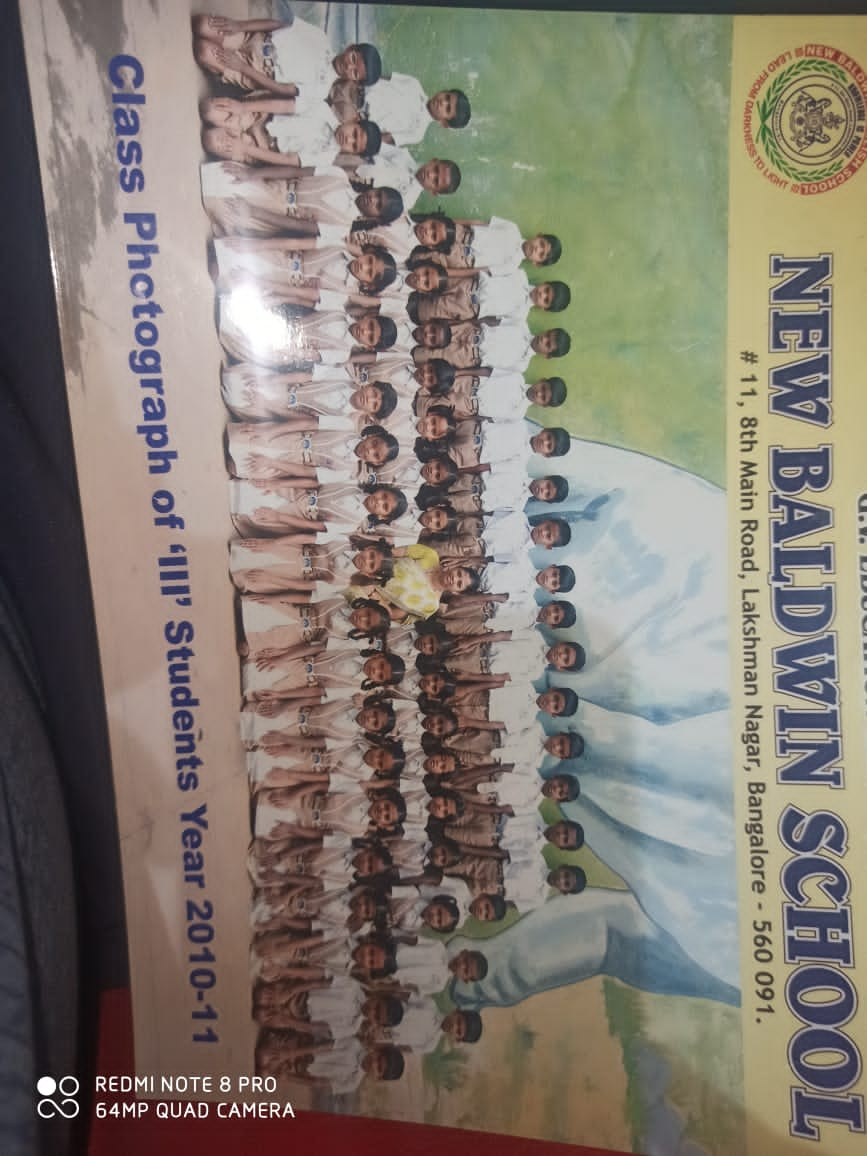 NEW BALDWIN SCHOOL
# 11, 8th Main Road, Lakshman Nagar, Bangalore - 560 091.
LEAD FROM DARKNESS TO LIGHT
Class Photograph of 'III' Students Year 2010-11
REDMI NOTE 8 PRO
64MP QUAD CAMERA